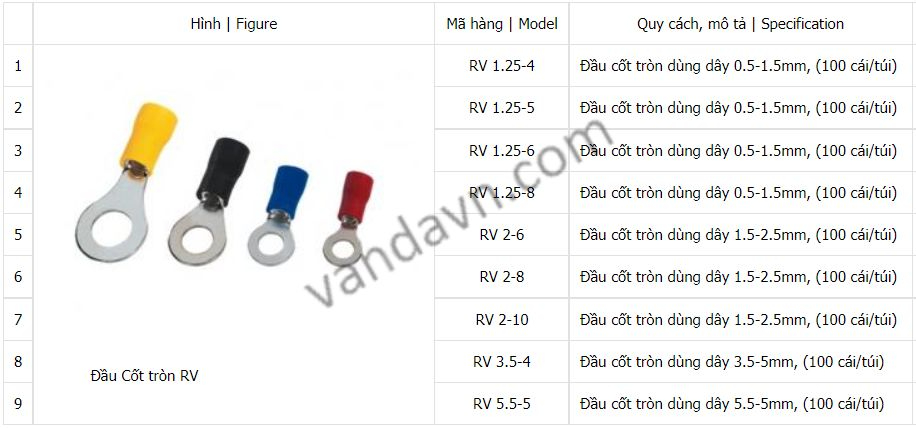 Hình | Figure Mã hàng | Model Quy cách, mô tả | Specification
1 RV 1.25-4 Đầu cốt tròn dùng dây 0.5-1.5mm, (100 cái/túi)
2 RV 1.25-5 Đầu cốt tròn dùng dây 0.5-1.5mm, (100 cái/túi)
3 RV 1.25-6 Đầu cốt tròn dùng dây 0.5-1.5mm, (100 cái/túi)
4 RV 1.25-8 Đầu cốt tròn dùng dây 0.5-1.5mm, (100 cái/túi)
5 RV 2-6 Đầu cốt tròn dùng dây 1.5-2.5mm, (100 cái/túi)
6 RV 2-8 Đầu cốt tròn dùng dây 1.5-2.5mm, (100 cái/túi)
7 RV 2-10 Đầu cốt tròn dùng dây 1.5-2.5mm, (100 cái/túi)
8 RV 3.5-4 Đầu cốt tròn dùng dây 3.5-5mm, (100 cái/túi)
Đầu Cốt tròn RV
9 RV 5.5-5 Đầu cốt tròn dùng dây 5.5-5mm, (100 cái/túi)
vandavn.com